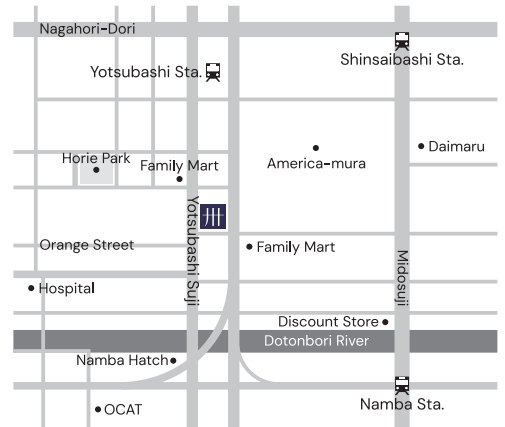 Nagahori-Dori
Shinsaibashi Sta.
Yotsubashi Sta.
Daimaru
Horie Park
Family Mart
America-mura
Yotsubashi Suji
Orange Street
Family Mart
Midosuji
Hospital
Discount Store
Dotonbori River
Namba Hatch
Namba Sta.
OCAT